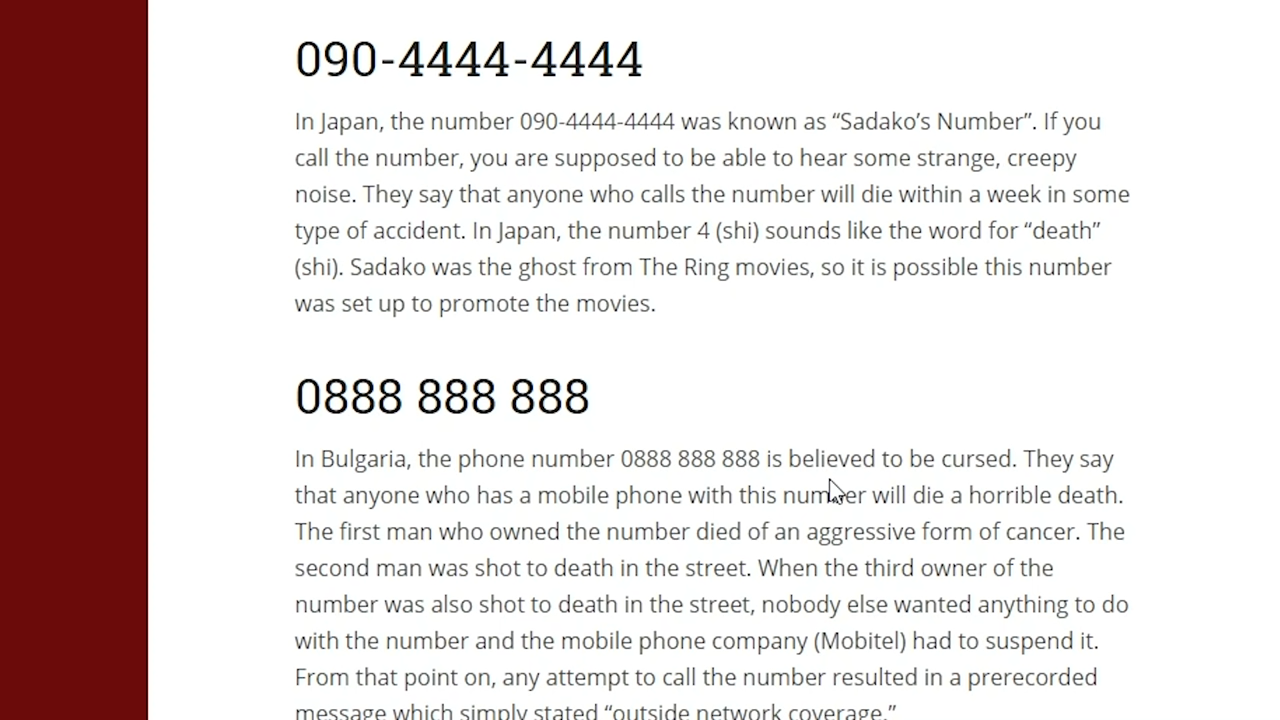 090-4444-4444
In Japan, the number 090-4444-4444 was known as “Sadako’s Number”. If you
call the number, you are supposed to be able to hear some strange, creepy
noise. They say that anyone who calls the number will die within a week in some
type of accident. In Japan, the number 4 (shi) sounds like the word for “death”
(shi). Sadako was the ghost from The Ring movies, so it is possible this number
was set up to promote the movies.
0888 888 888
In Bulgaria, the phone number 0888 888 888 is believed to be cursed. They say
that anyone who has a mobile phone with this number will die a horrible death.
The first man who owned the number died of an aggressive form of cancer. The
second man was shot to death in the street. When the third owner of the
number was also shot to death in the street, nobody else wanted anything to do
with the number and the mobile phone company (Mobitel) had to suspend it.
From that point on, any attempt to call the number resulted in a prerecorded
message which simply stated “outside network coverage.”